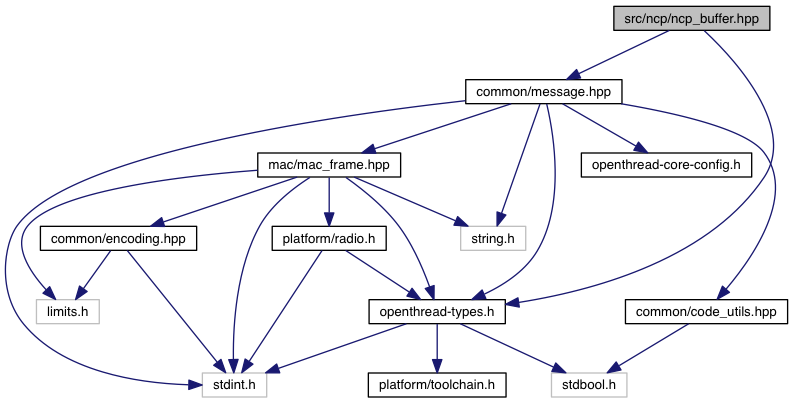 src/ncp/ncp_buffer.hpp
common/message.hpp
mac/mac_frame.hpp
openthread-core-config.h
common/encoding.hpp
platform/radio.h
string.h
limits.h
openthread-types.h
common/code_utils.hpp
stdint.h
platform/toolchain.h
stdbool.h